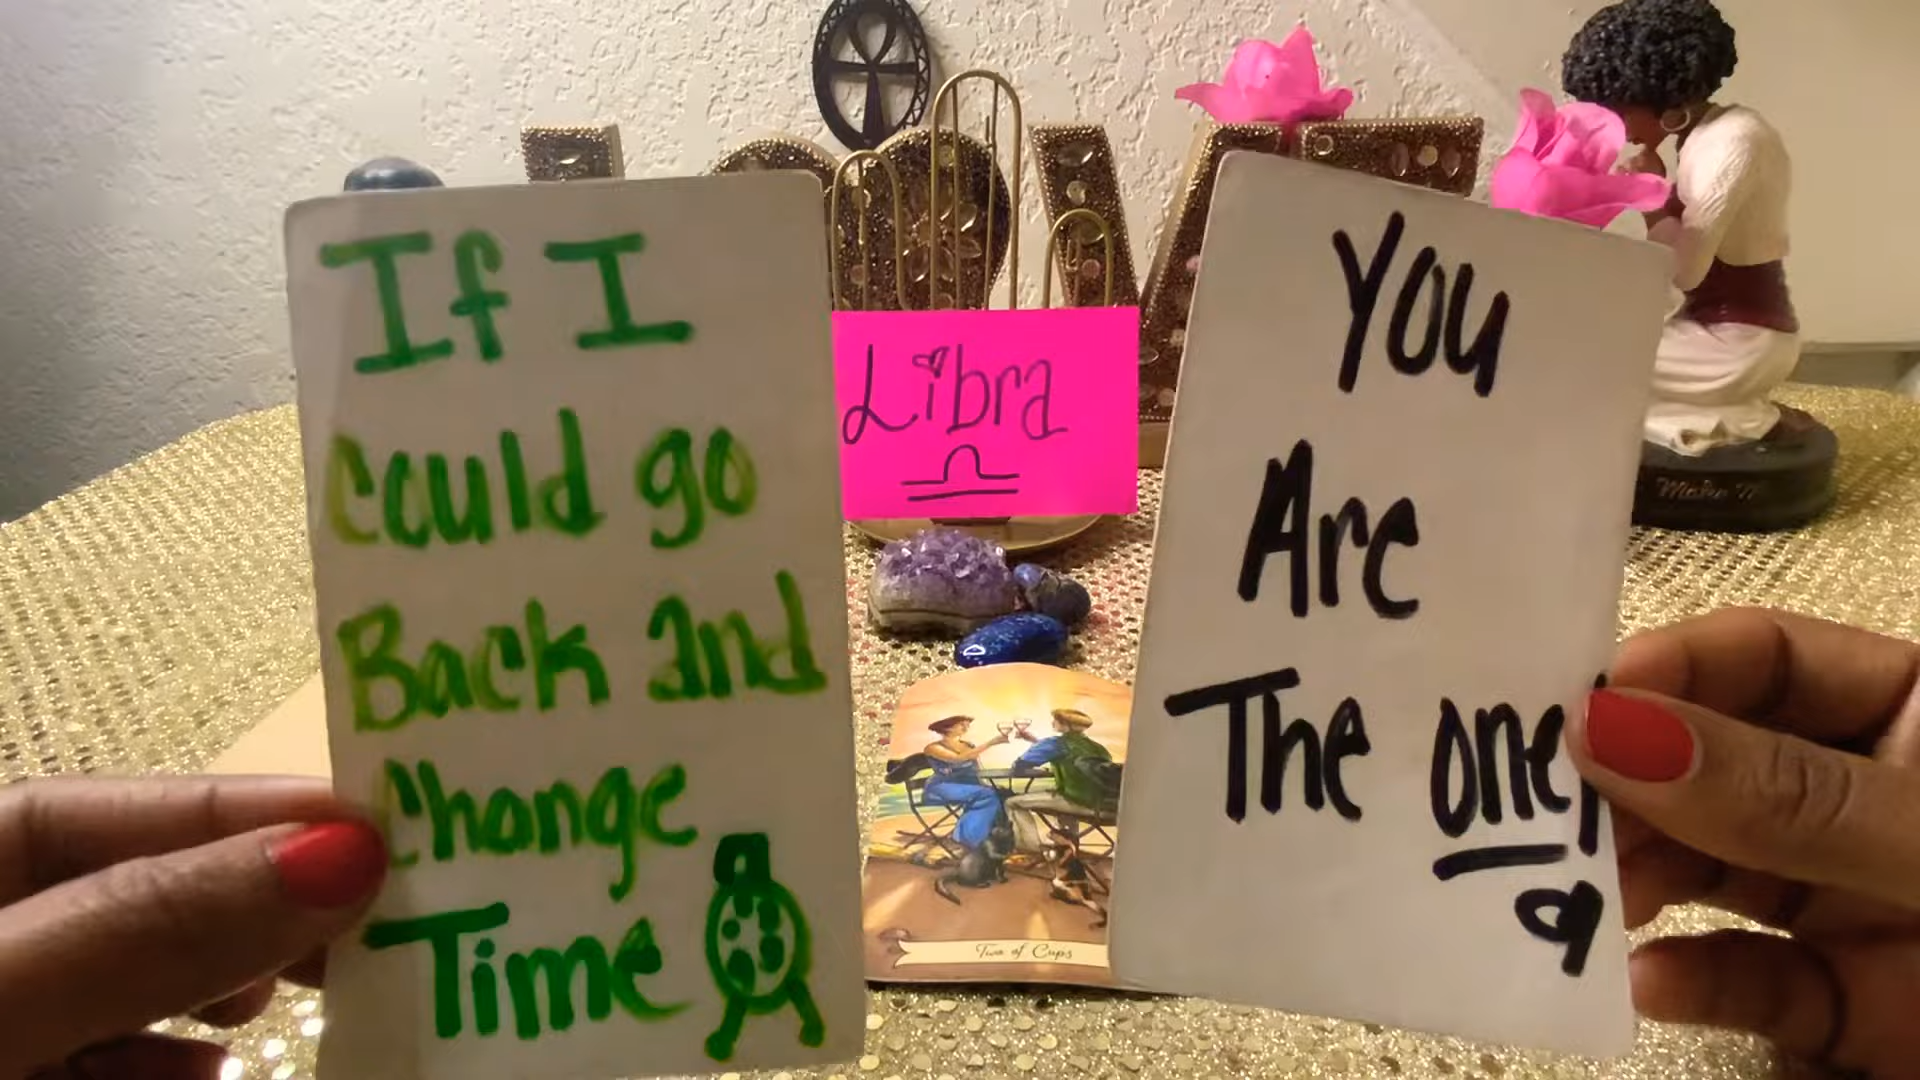 If I
Could go
Back and
Change
Time
Libra
You
Are
The one!
Two of Cups